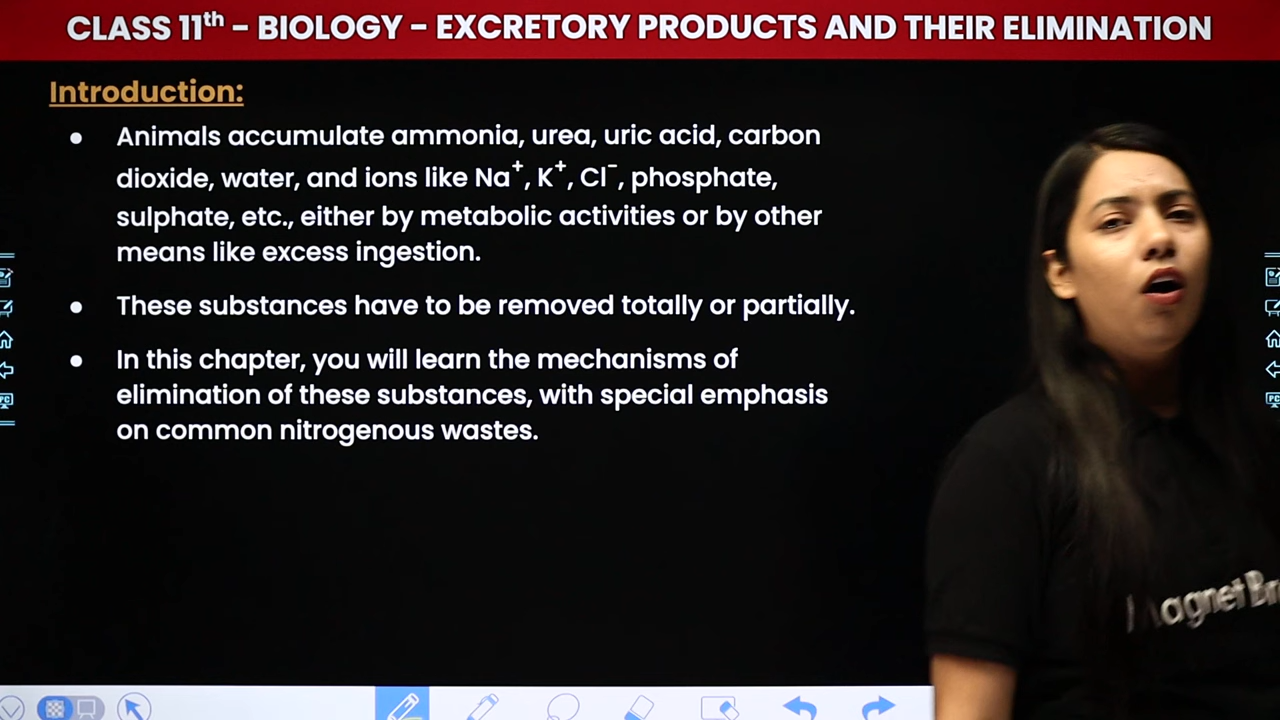 CLASS 11th - BIOLOGY - EXCRETORY PRODUCTS AND THEIR ELIMINATION
Introduction:
• Animals accumulate ammonia, urea, uric acid, carbon
dioxide, water, and ions like Na⁺, K⁺, Cl⁻, phosphate,
sulphate, etc., either by metabolic activities or by other
means like excess ingestion.
• These substances have to be removed totally or partially.
• In this chapter, you will learn the mechanisms of
elimination of these substances, with special emphasis
on common nitrogenous wastes.